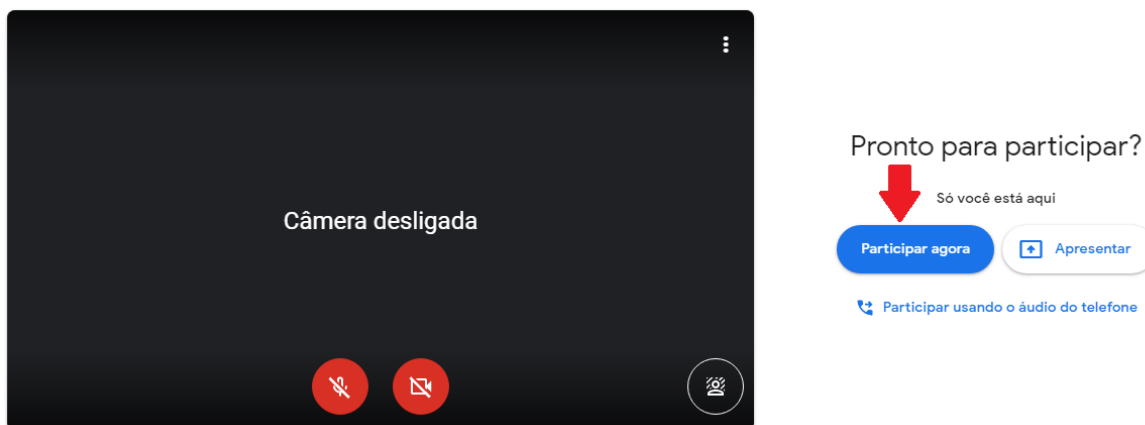 Câmera desligada
Pronto para participar?
Só você está aqui
Participar agora
Apresentar
Participar usando o áudio do telefone